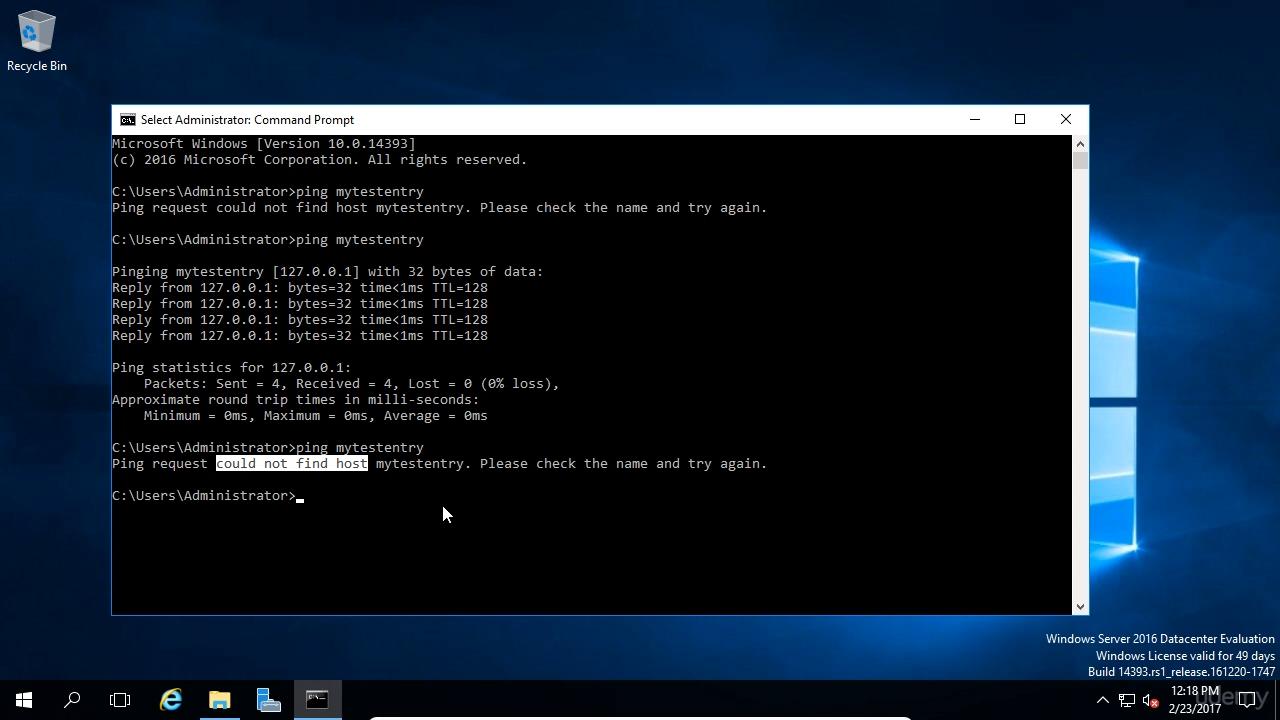 Recycle Bin
Select Administrator: Command Prompt
Microsoft Windows [Version 10.0.14393]
(c) 2016 Microsoft Corporation. All rights reserved.
C:\Users\Administrator>ping mytestentry
Ping request could not find host mytestentry. Please check the name and try again.
C:\Users\Administrator>ping mytestentry
Pinging mytestentry [127.0.0.1] with 32 bytes of data:
Reply from 127.0.0.1: bytes=32 time<1ms TTL=128
Reply from 127.0.0.1: bytes=32 time<1ms TTL=128
Reply from 127.0.0.1: bytes=32 time<1ms TTL=128
Reply from 127.0.0.1: bytes=32 time<1ms TTL=128
Ping statistics for 127.0.0.1:
Packets: Sent = 4, Received = 4, Lost = 0 (0% loss),
Approximate round trip times in milli-seconds:
Minimum = 0ms, Maximum = 0ms, Average = 0ms
C:\Users\Administrator>ping mytestentry
Ping request could not find host mytestentry. Please check the name and try again.
C:\Users\Administrator>
Windows Server 2016 Datacenter Evaluation
Windows License valid for 49 days
Build 14393.rs1_release.161220-1747
12:18 PM
2/23/2017
udemy